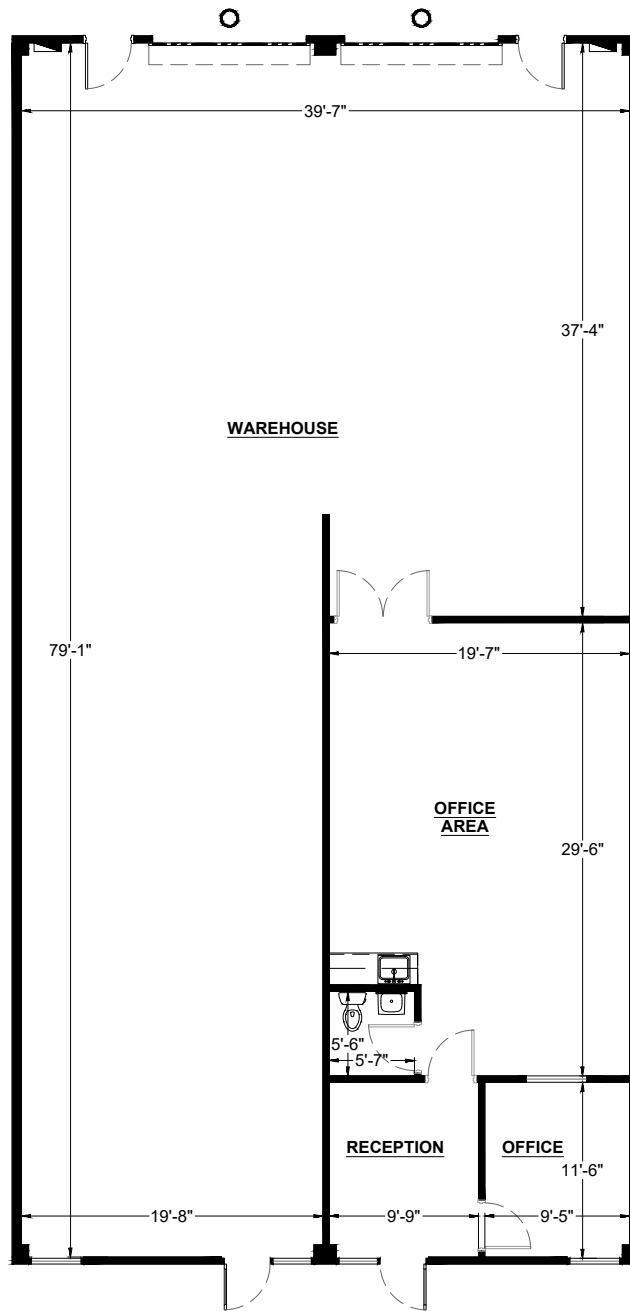 39'-7"
37'-4"
WAREHOUSE
79'-1"
19'-7"
OFFICE
AREA
29'-6"
5'-6"
5'-7"
RECEPTION
OFFICE
11'-6"
19'-8"
9'-9"
9'-5"